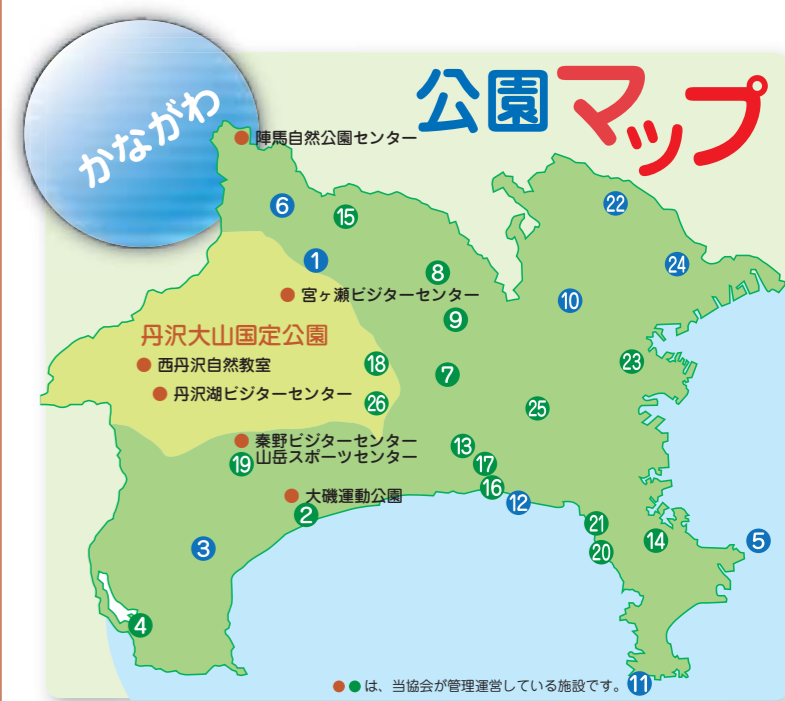 かながわ
公園マップ
陣馬自然公園センター
6
15
22
1
8
24
宮ヶ瀬ビジターセンター
10
9
丹沢大山国定公園
西丹沢自然教室
18
23
7
丹沢湖ビジターセンター
26
25
秦野ビジターセンター
山岳スポーツセンター
19
13
17
大磯運動公園
16
12
2
21
14
5
3
20
4
●●は、当協会が管理運営している施設です。
11